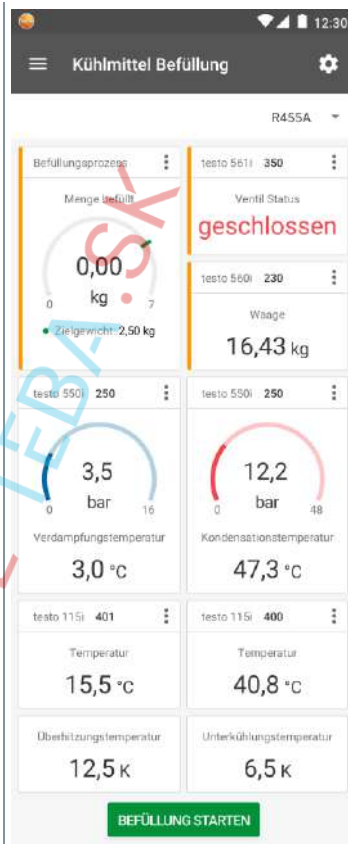 12:30
Kühlmittel Befüllung
R455A
Befüllungsprozess
Menge befüllt
0,00
kg
0 7
Zielgewicht: 2,50 kg
testo 561i 350
Ventil Status
geschlossen
testo 560i 230
Waage
16,43 kg
testo 550i 250
3,5
bar
0 16
Verdampfungstemperatur
3,0 °C
testo 550i 250
12,2
bar
0 48
Kondensationstemperatur
47,3 °C
testo 115i 401
Temperatur
15,5 °C
testo 115i 400
Temperatur
40,8 °C
Überhitzungstemperatur
12,5 K
Unterkühlungstemperatur
6,5 K
BEFÜLLUNG STARTEN
LEBA.SK